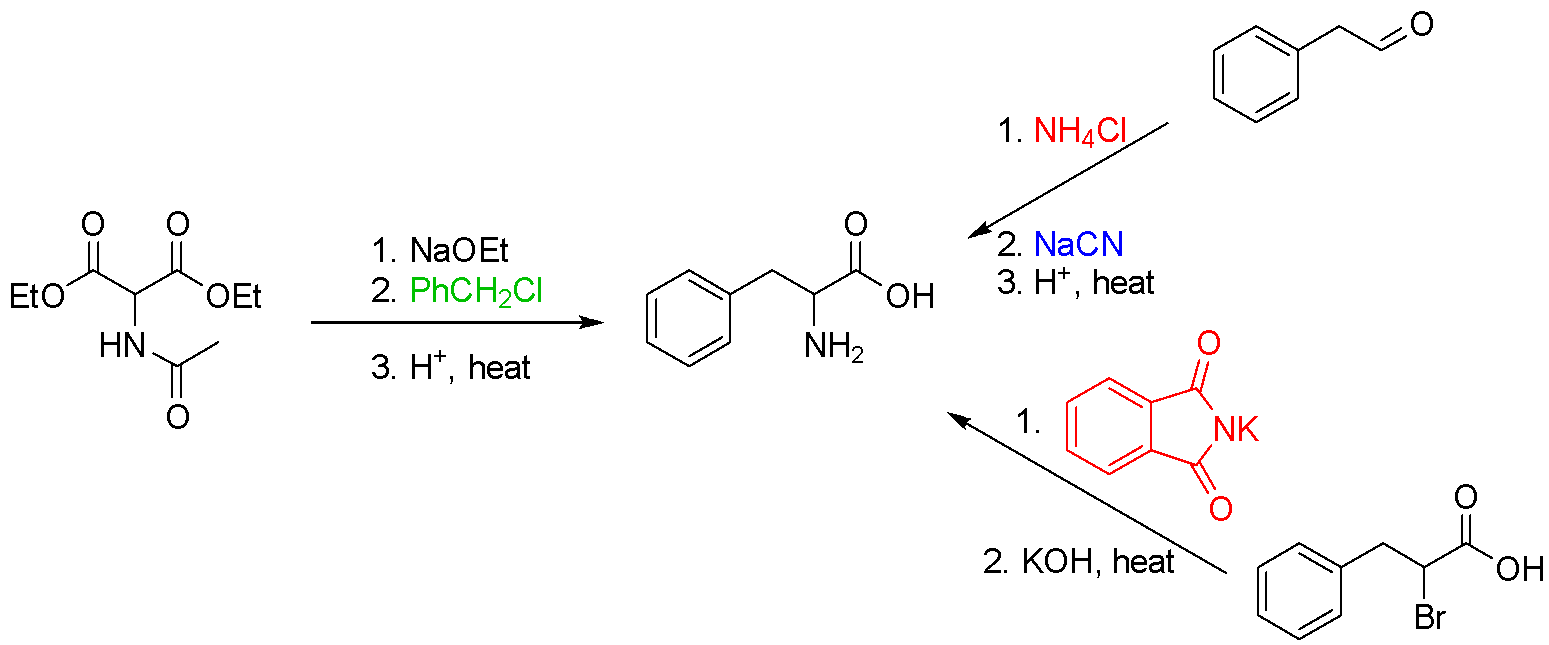 O
1. NH4Cl
2. NaCN
3. H+, heat
O
O
EtO
OEt
HN
O
1. NaOEt
2. PhCH2Cl
3. H+, heat
O
OH
NH2
1.
O
NK
O
2. KOH, heat
O
OH
Br